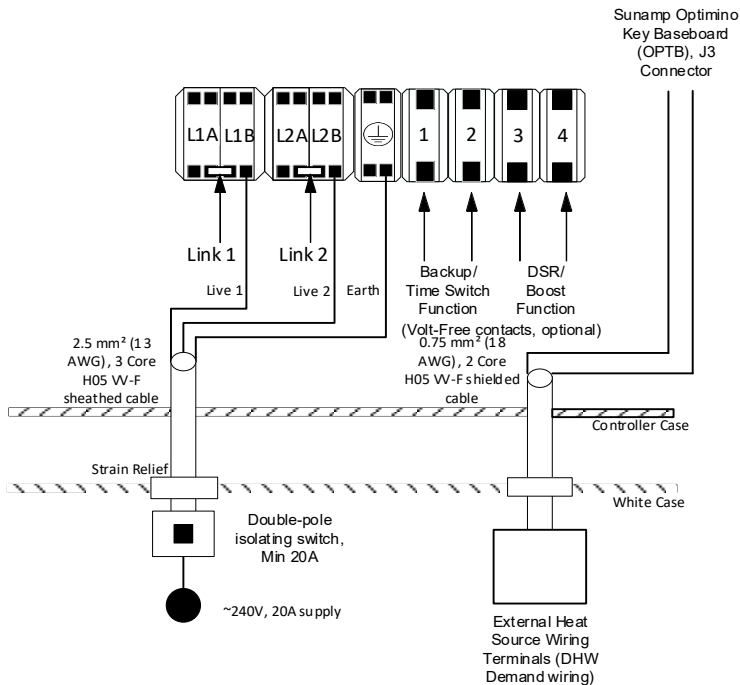 Sunamp Optimino
Key Baseboard
(OPTB), J3
Connector
L1A L1B L2A L2B 1 2 3 4
Link 1
Link 2
Backup/
Time Switch
Function
DSR/
Boost
Function
(Volt-Free contacts, optional)
Live 1
Live 2
Earth
2.5 mm² (13
AWG), 3 Core
H05 VV-F
sheathed cable
0.75 mm² (18
AWG), 2 Core
H05 VV-F shielded
cable
Controller Case
Strain Relief
White Case
Double-pole
isolating switch,
Min 20A
~240V, 20A supply
External Heat
Source Wiring
Terminals (DHW
Demand wiring)